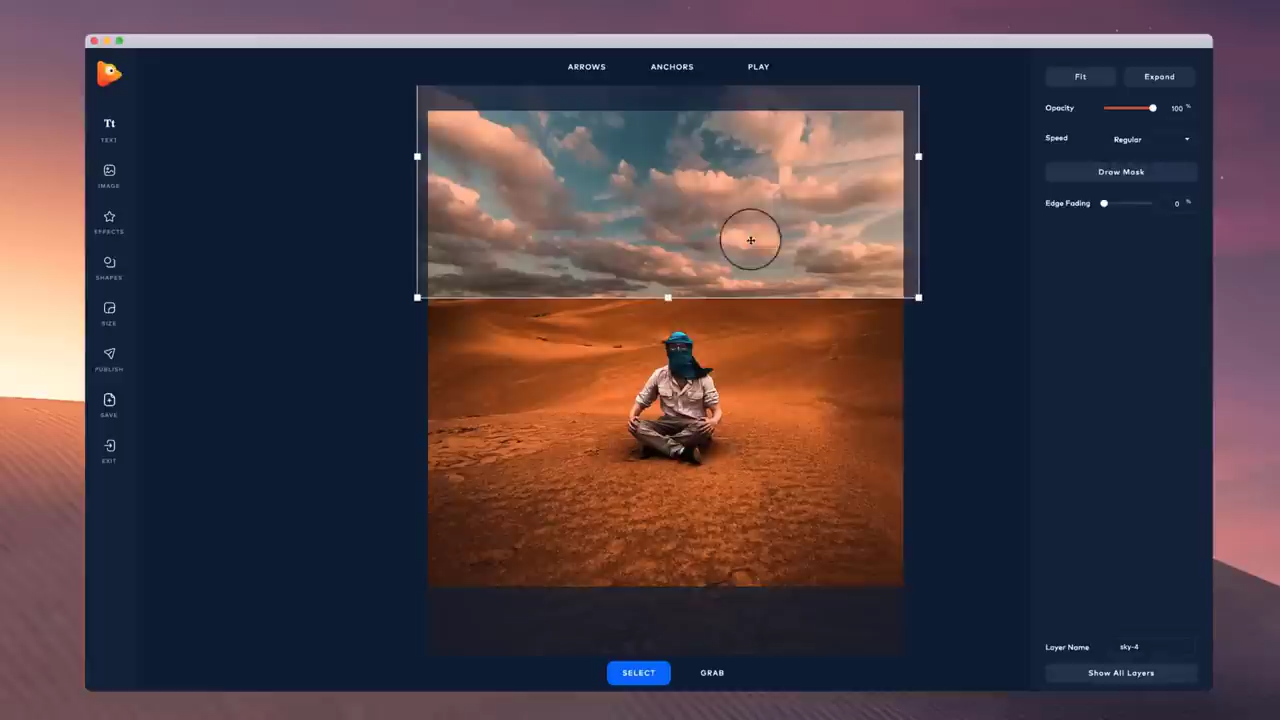 ARROWS
ANCHORS
PLAY
Tt
TEXT
IMAGE
EFFECTS
SHAPES
SIZE
PUBLISH
SAVE
EXIT
Fit
Expand
Opacity
100 %
Speed
Regular
Draw Mask
Edge Fading
0 %
Layer Name
sky-4
Show All Layers
SELECT
GRAB